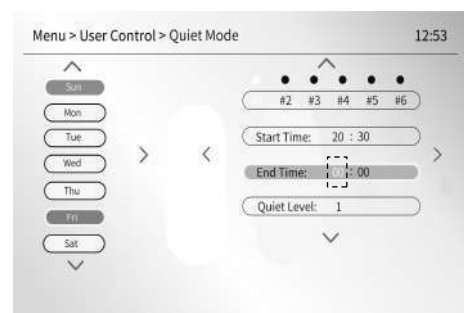 Menu > User Control > Quiet Mode
12:53
Sun
Mon
Tue
Wed
Thu
Fri
Sat
#2 #3 #4 #5 #6
Start Time: 20 : 30
End Time: 00 : 00
Quiet Level: 1